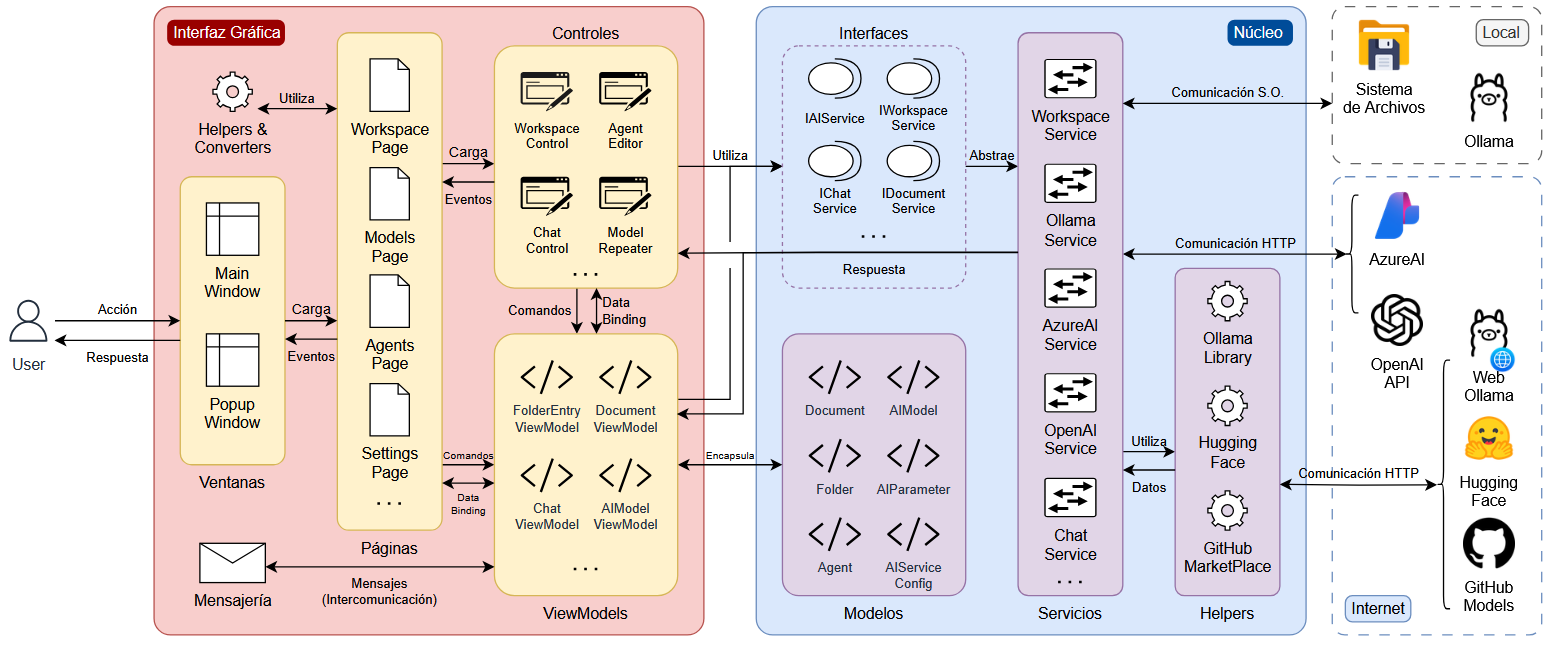 Interfaz Gráfica
Helpers &
Converters
Utiliza
Main
Window
Popup
Window
Ventanas
User
Acción
Respuesta
Carga
Eventos
Workspace
Page
Models
Page
Agents
Page
Settings
Page
...
Páginas
Mensajería
Mensajes
(Intercomunicación)
Controles
Workspace
Control
Agent
Editor
Chat
Control
Model
Repeater
...
Carga
Eventos
Comandos
Data
Binding
FolderEntry
ViewModel
Document
ViewModel
Chat
ViewModel
AIModel
ViewModel
...
ViewModels
Comandos
Data
Binding
Utiliza
Respuesta
Encapsula
Núcleo
Interfaces
IAIService
IWorkspace
Service
IChat
Service
IDocument
Service
...
Abstrae
Document
AIModel
Folder
AIParameter
Agent
AIService
Config
Modelos
Workspace
Service
Ollama
Service
AzureAI
Service
OpenAI
Service
Chat
Service
...
Servicios
Utiliza
Datos
Ollama
Library
Hugging
Face
GitHub
MarketPlace
Helpers
Comunicación S.O.
Comunicación HTTP
Comunicación HTTP
Local
Sistema
de Archivos
Ollama
AzureAI
OpenAI
API
Web
Ollama
Hugging
Face
GitHub
Models
Internet